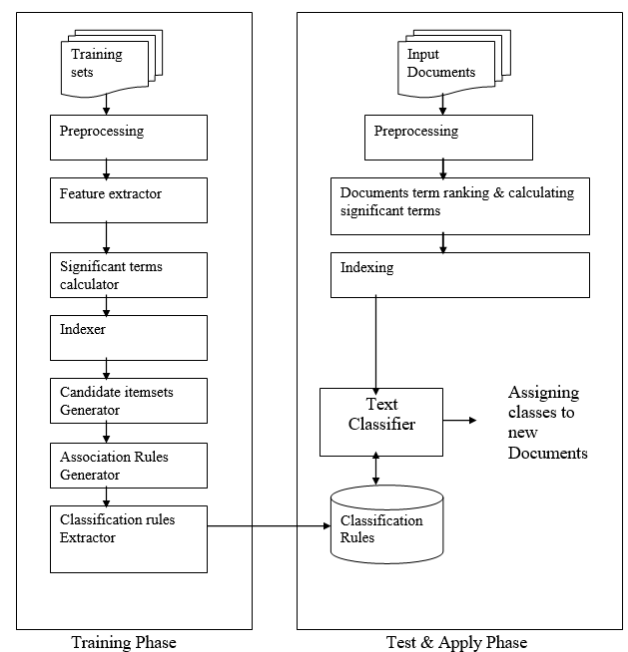 Training
sets
Preprocessing
Feature extractor
Significant terms
calculator
Indexer
Candidate itemsets
Generator
Association Rules
Generator
Classification rules
Extractor
Training Phase
Input
Documents
Preprocessing
Documents term ranking & calculating
significant terms
Indexing
Text
Classifier
Assigning
classes to
new
Documents
Classification
Rules
Test & Apply Phase